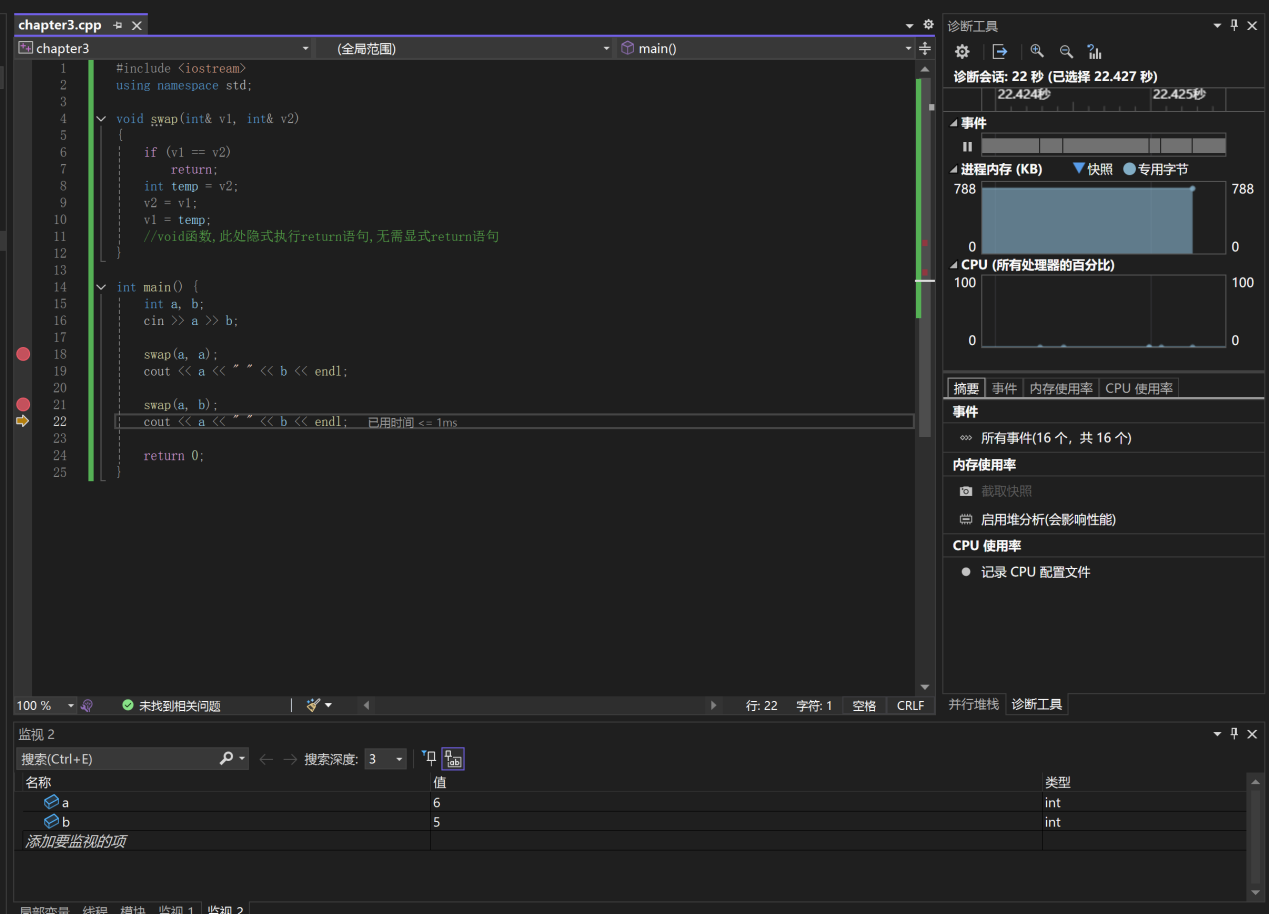 chapter3.cpp
chapter3 (全局范围) main()
1 #include <iostream>
2 using namespace std;
3
4 void swap(int& v1, int& v2)
5 {
6 if (v1 == v2)
7 return;
8 int temp = v2;
9 v2 = v1;
10 v1 = temp;
11 //void函数,此处隐式执行return语句,无需显式return语句
12 }
13
14 int main() {
15 int a, b;
16 cin >> a >> b;
17
18 swap(a, a);
19 cout << a << " " << b << endl;
20
21 swap(a, b);
22 cout << a << " " << b << endl; 已用时间 <= 1ms
23
24 return 0;
25 }
100 % 未找到相关问题 行: 22 字符: 1 空格 CRLF
诊断工具
诊断会话: 22 秒 (已选择 22.427 秒)
22.424秒 22.425秒
事件
进程内存 (KB) 快照 专用字节
788 788
0 0
CPU (所有处理器的百分比)
100 100
0 0
摘要 事件 内存使用率 CPU 使用率
事件
所有事件(16 个，共 16 个)
内存使用率
截取快照
启用堆分析(会影响性能)
CPU 使用率
记录 CPU 配置文件
并行堆栈 诊断工具
监视 2
搜索(Ctrl+E) 搜索深度: 3
名称 值 类型
a 6 int
b 5 int
添加要监视的项
局部变量 线程 模块 监视 1 监视 2